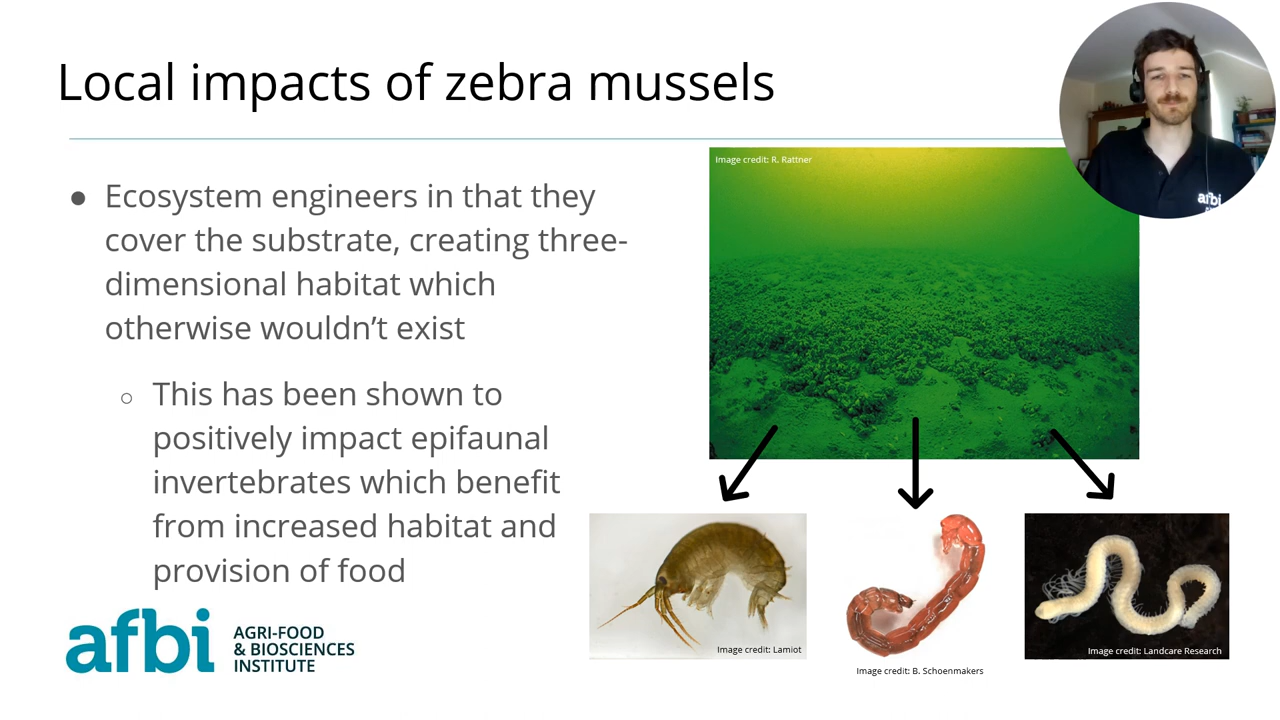 Local impacts of zebra mussels
Image credit: R. Rattner
● Ecosystem engineers in that they
cover the substrate, creating three-
dimensional habitat which
otherwise wouldn’t exist
○ This has been shown to
positively impact epifaunal
invertebrates which benefit
from increased habitat and
provision of food
afbi
Image credit: Lamiot
Image credit: B. Schoenmakers
Image credit: Landcare Research
afbi AGRI-FOOD
& BIOSCIENCES
INSTITUTE